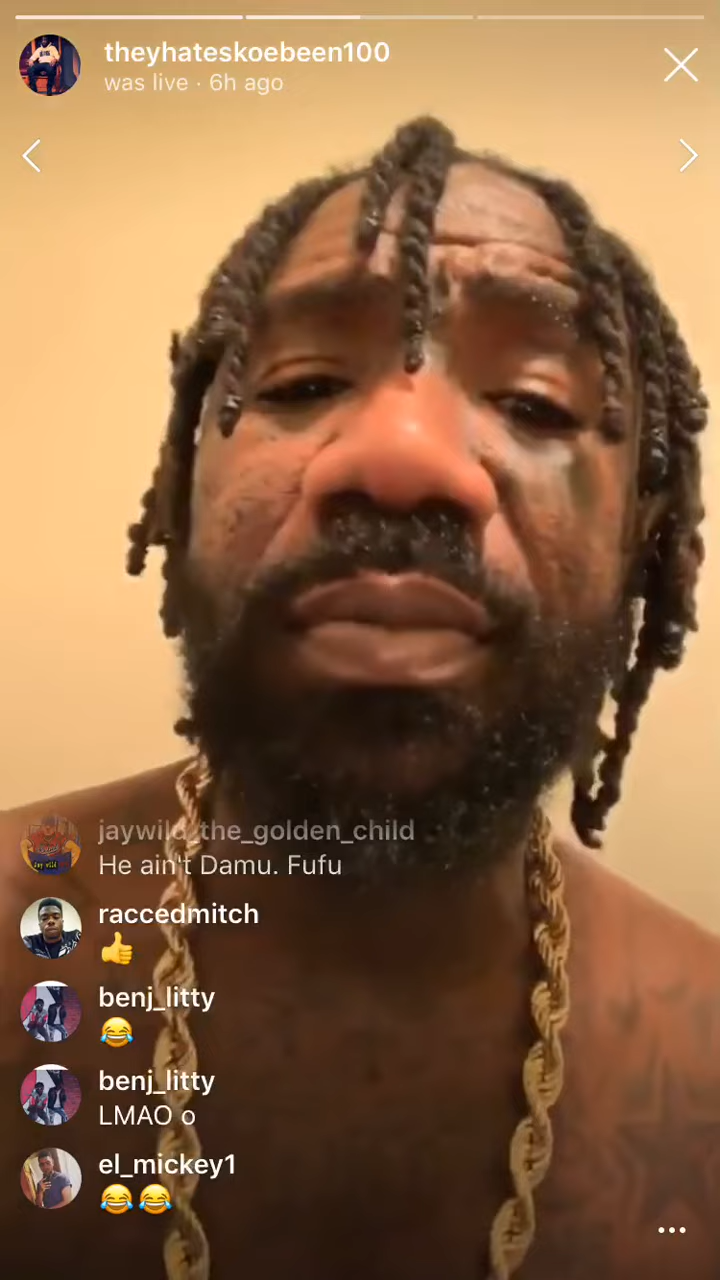 theyhateskoebeen100
was live · 6h ago
jaywild_the_golden_child
He ain't Damu. Fufu
raccedmitch
👍
benj_litty
😂
benj_litty
LMAO o
el_mickey1
😂😂